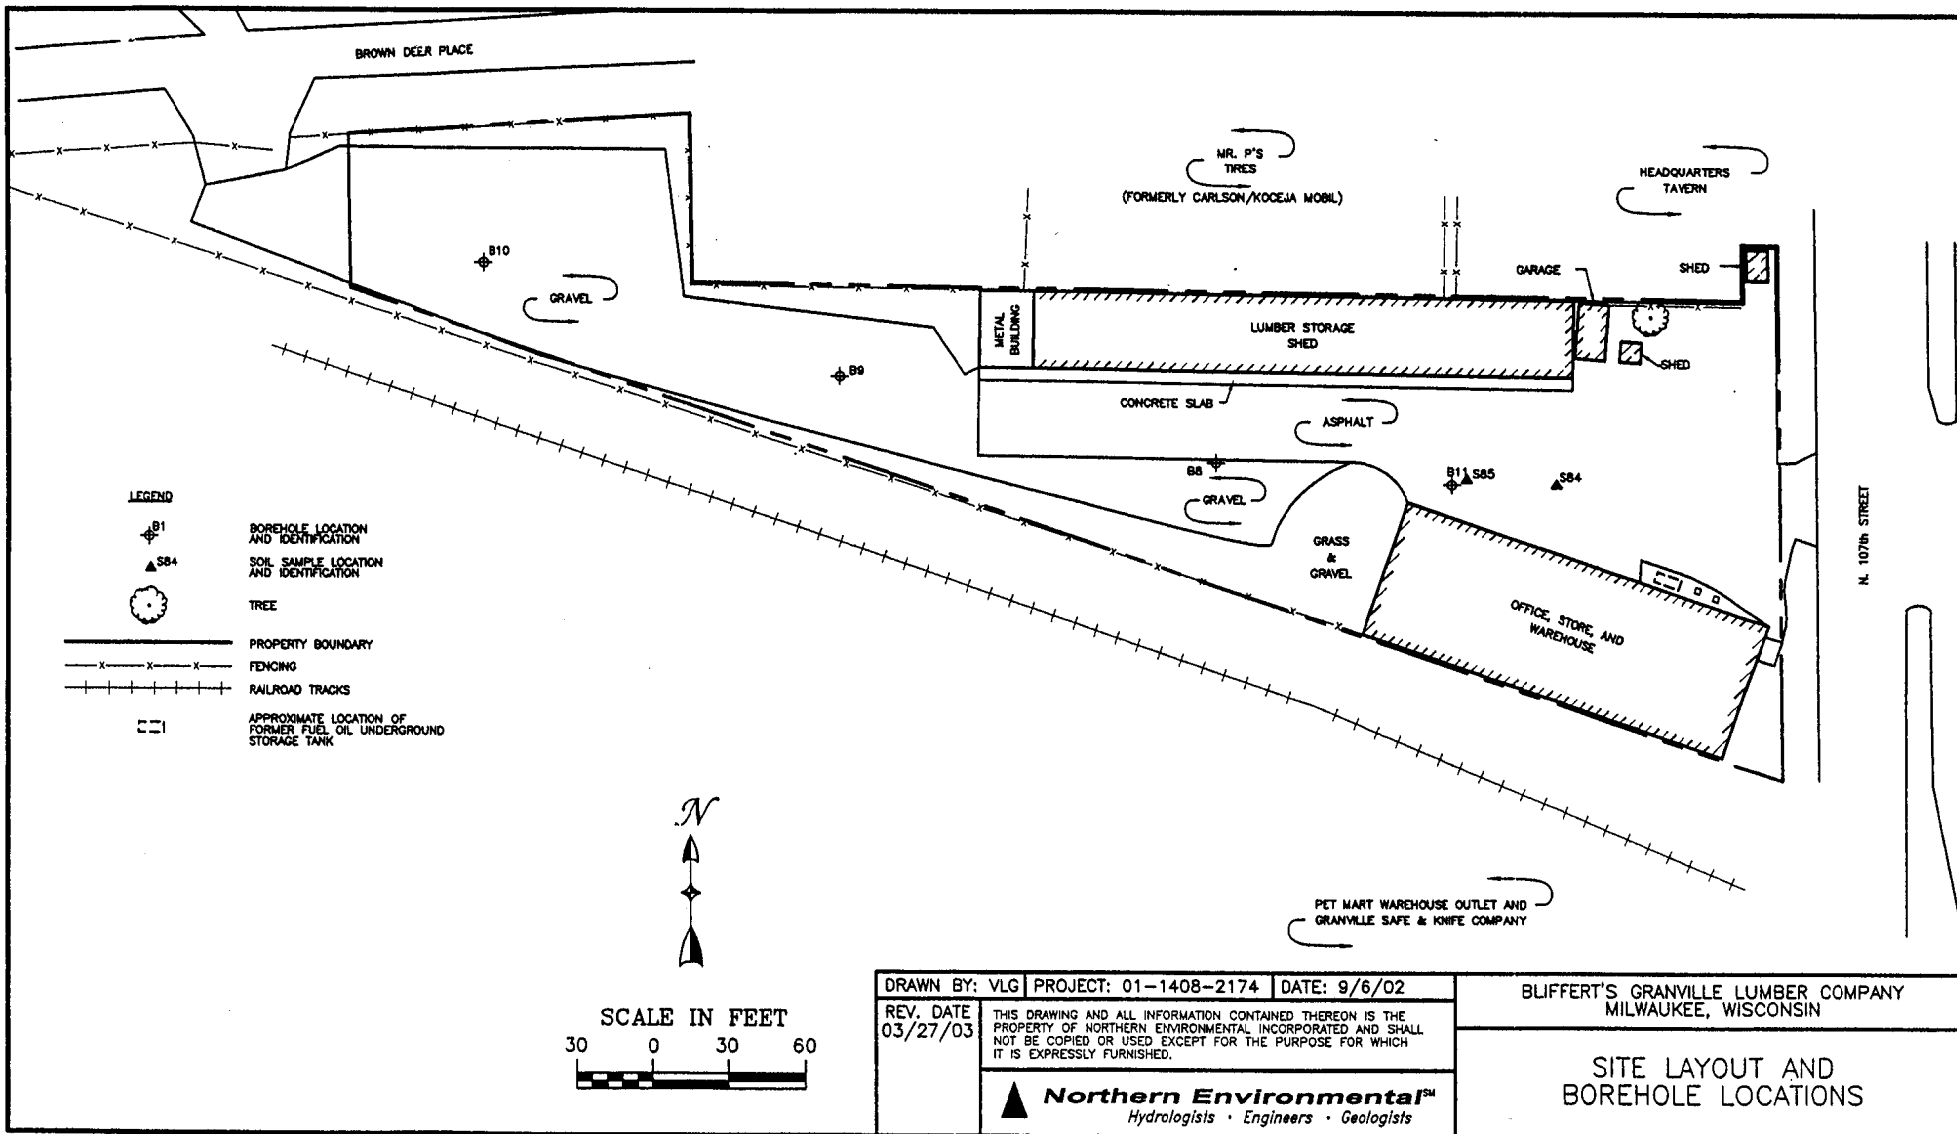 BROWN DEER PLACE
MR. P'S
TIRES
(FORMERLY CARLSON/KOCEJA MOBIL)
HEADQUARTERS
TAVERN
B10
GRAVEL
GARAGE
SHED
METAL
BUILDING
LUMBER STORAGE
SHED
SHED
B9
CONCRETE SLAB
ASPHALT
B8
GRAVEL
B11
S85
S84
N. 107th STREET
GRASS
&
GRAVEL
OFFICE, STORE, AND
WAREHOUSE
LEGEND
B1
BOREHOLE LOCATION
AND IDENTIFICATION
S84
SOIL SAMPLE LOCATION
AND IDENTIFICATION
TREE
PROPERTY BOUNDARY
FENCING
RAILROAD TRACKS
APPROXIMATE LOCATION OF
FORMER FUEL OIL UNDERGROUND
STORAGE TANK
N
PET MART WAREHOUSE OUTLET AND
GRANVILLE SAFE & KNIFE COMPANY
SCALE IN FEET
30 0 30 60
DRAWN BY: VLG PROJECT: 01-1408-2174 DATE: 9/6/02
REV. DATE
03/27/03
THIS DRAWING AND ALL INFORMATION CONTAINED THEREON IS THE
PROPERTY OF NORTHERN ENVIRONMENTAL INCORPORATED AND SHALL
NOT BE COPIED OR USED EXCEPT FOR THE PURPOSE FOR WHICH
IT IS EXPRESSLY FURNISHED.
Northern Environmental℠
Hydrologists · Engineers · Geologists
BLIFFERT'S GRANVILLE LUMBER COMPANY
MILWAUKEE, WISCONSIN
SITE LAYOUT AND
BOREHOLE LOCATIONS